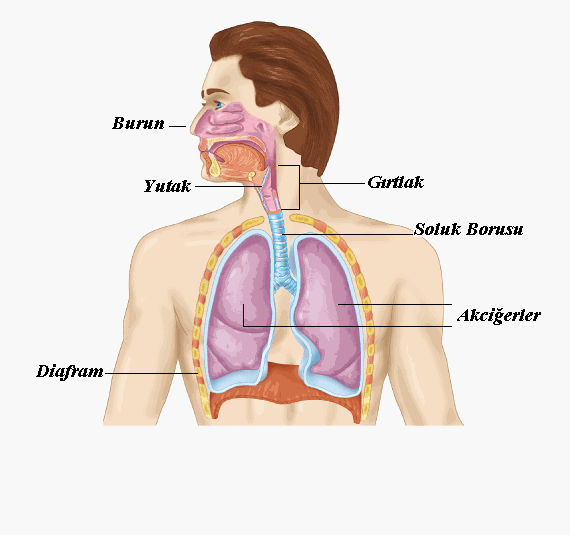 Burun
Yutak
Gırtlak
Soluk Borusu
Akciğerler
Diafram